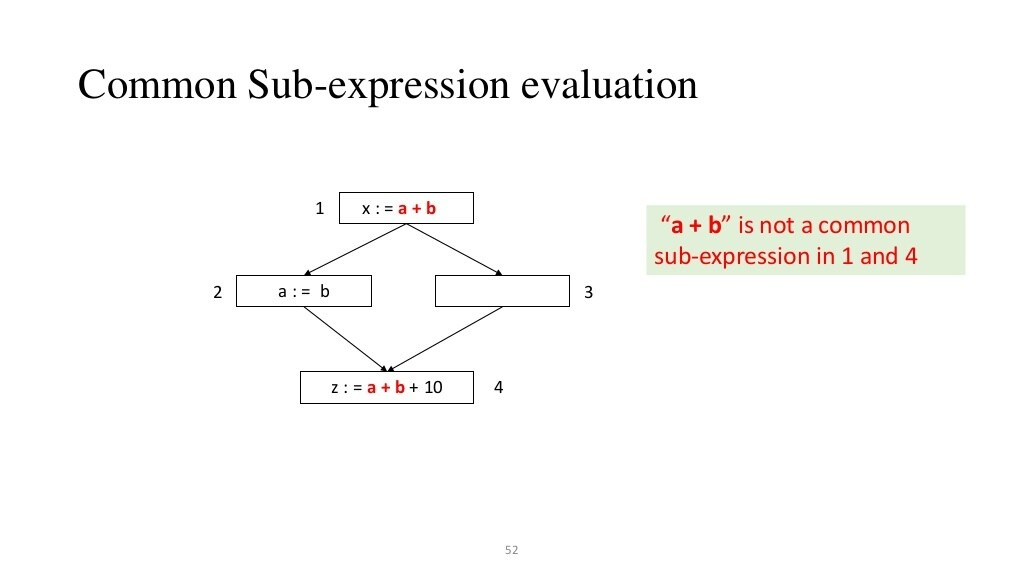 Common Sub-expression evaluation
1
x : = a + b
“a + b” is not a common
sub-expression in 1 and 4
2
a : = b
3
z : = a + b + 10
4
52